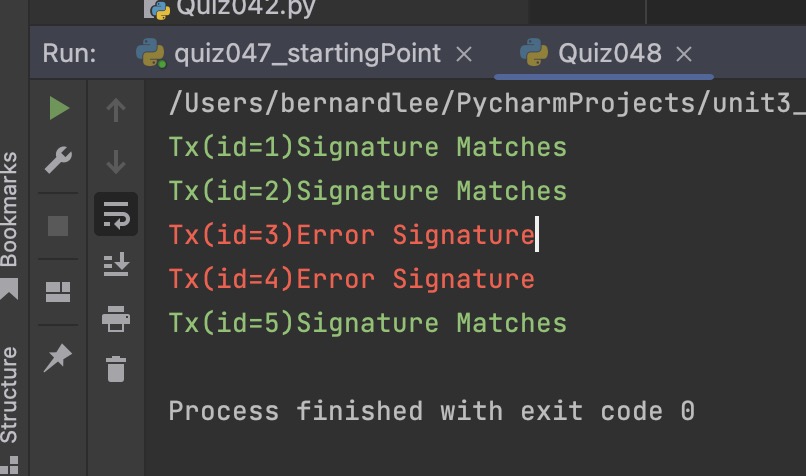 Quiz042.py
Run: quiz047_startingPoint × Quiz048 ×
/Users/bernardlee/PycharmProjects/unit3_
Tx(id=1)Signature Matches
Tx(id=2)Signature Matches
Tx(id=3)Error Signature
Tx(id=4)Error Signature
Tx(id=5)Signature Matches
Process finished with exit code 0
Bookmarks
Structure